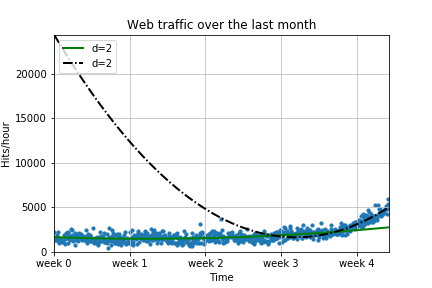 Web traffic over the last month
d=2
d=2
20000
15000
10000
5000
0
Hits/hour
week 0 week 1 week 2 week 3 week 4
Time